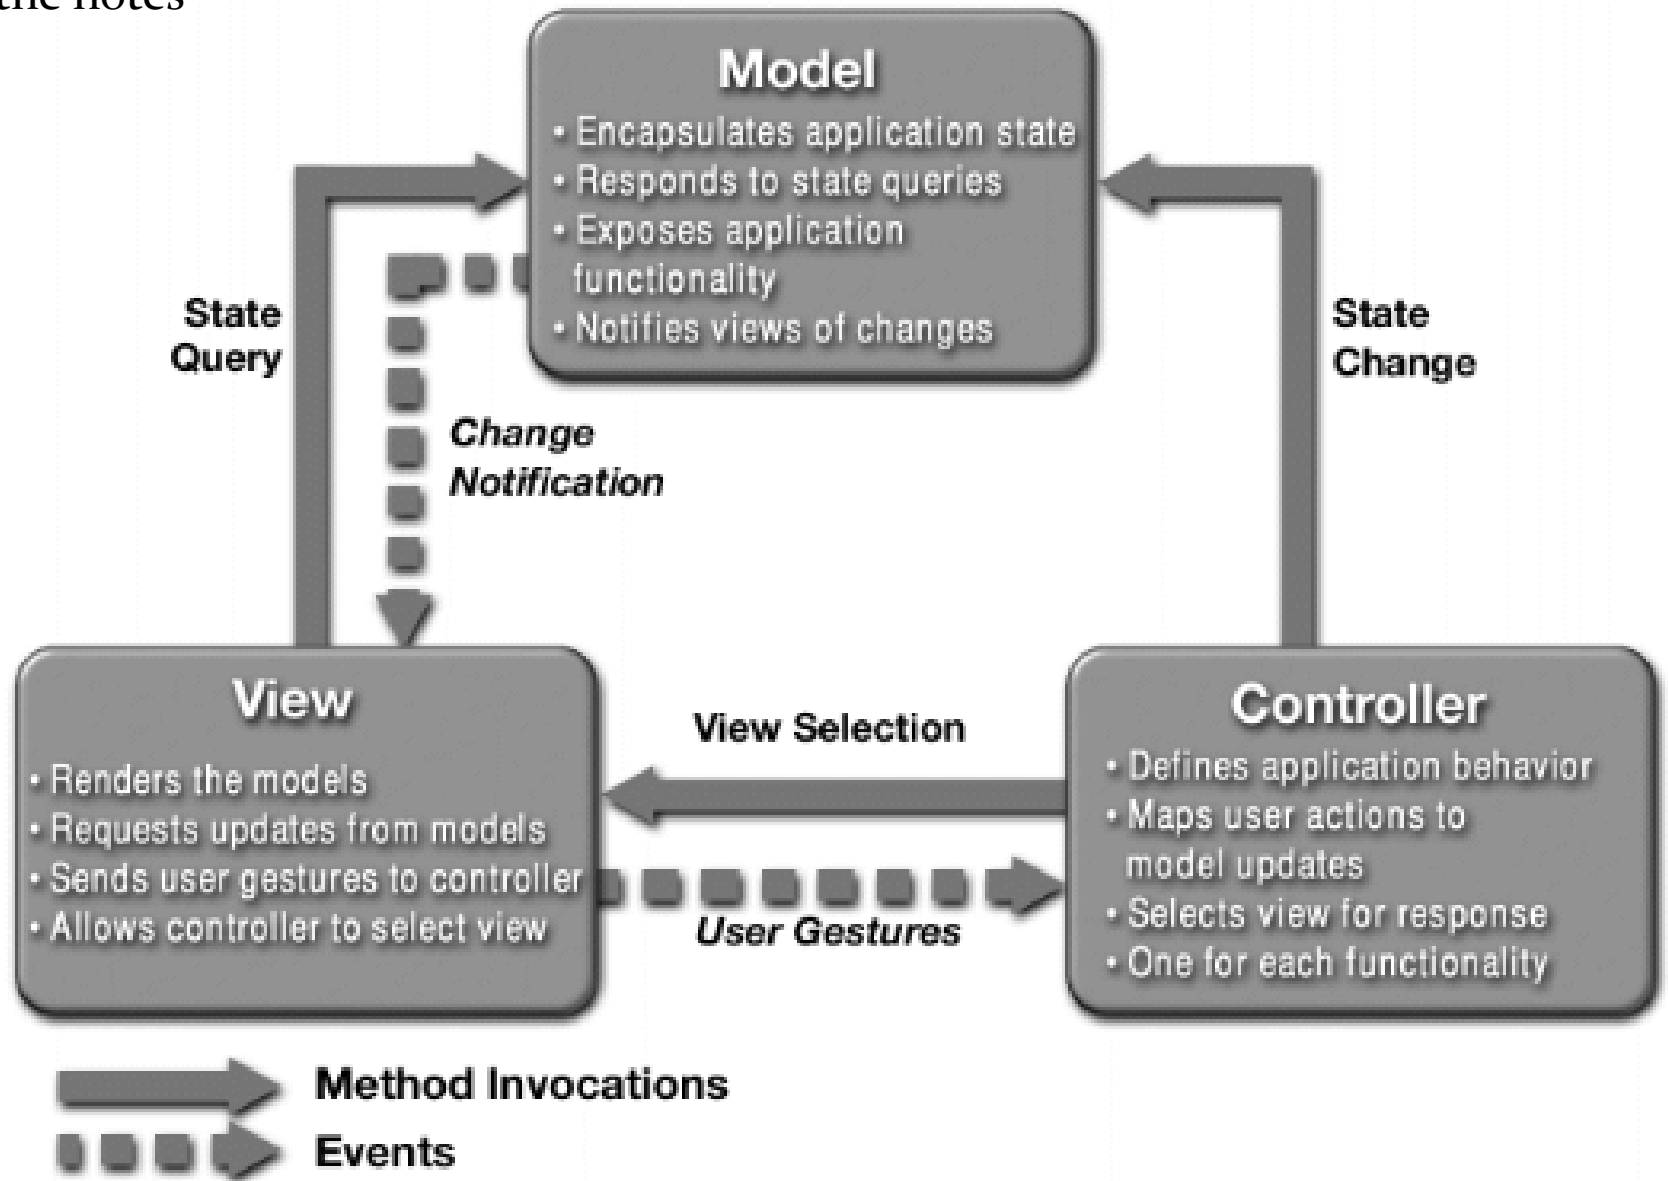 the notes
Model
• Encapsulates application state
• Responds to state queries
• Exposes application
functionality
• Notifies views of changes
State
Query
State
Change
Change
Notification
View
• Renders the models
• Requests updates from models
• Sends user gestures to controller
• Allows controller to select view
View Selection
User Gestures
Controller
• Defines application behavior
• Maps user actions to
model updates
• Selects view for response
• One for each functionality
Method Invocations
Events